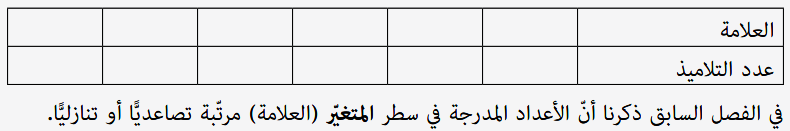 العلامة
عدد التلاميذ
في الفصل السابق ذكرنا أنّ الأعداد المدرجة في سطر المتغيّر (العلامة) مرتّبة تصاعديًّا أو تنازليًّا.